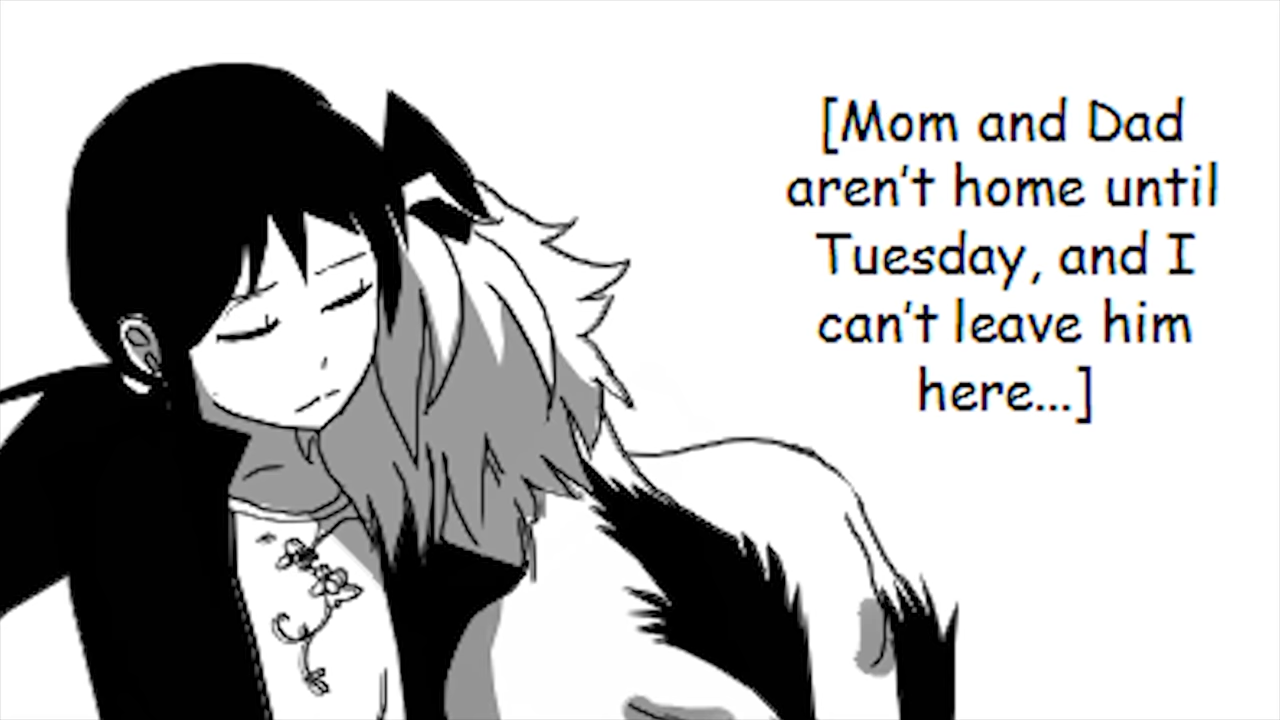 [Mom and Dad
aren't home until
Tuesday, and I
can't leave him
here...]